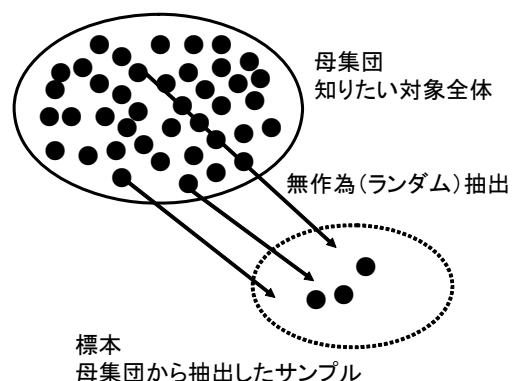 母集団
知りたい対象全体
無作為(ランダム)抽出
標本
母集団から抽出したサンプル